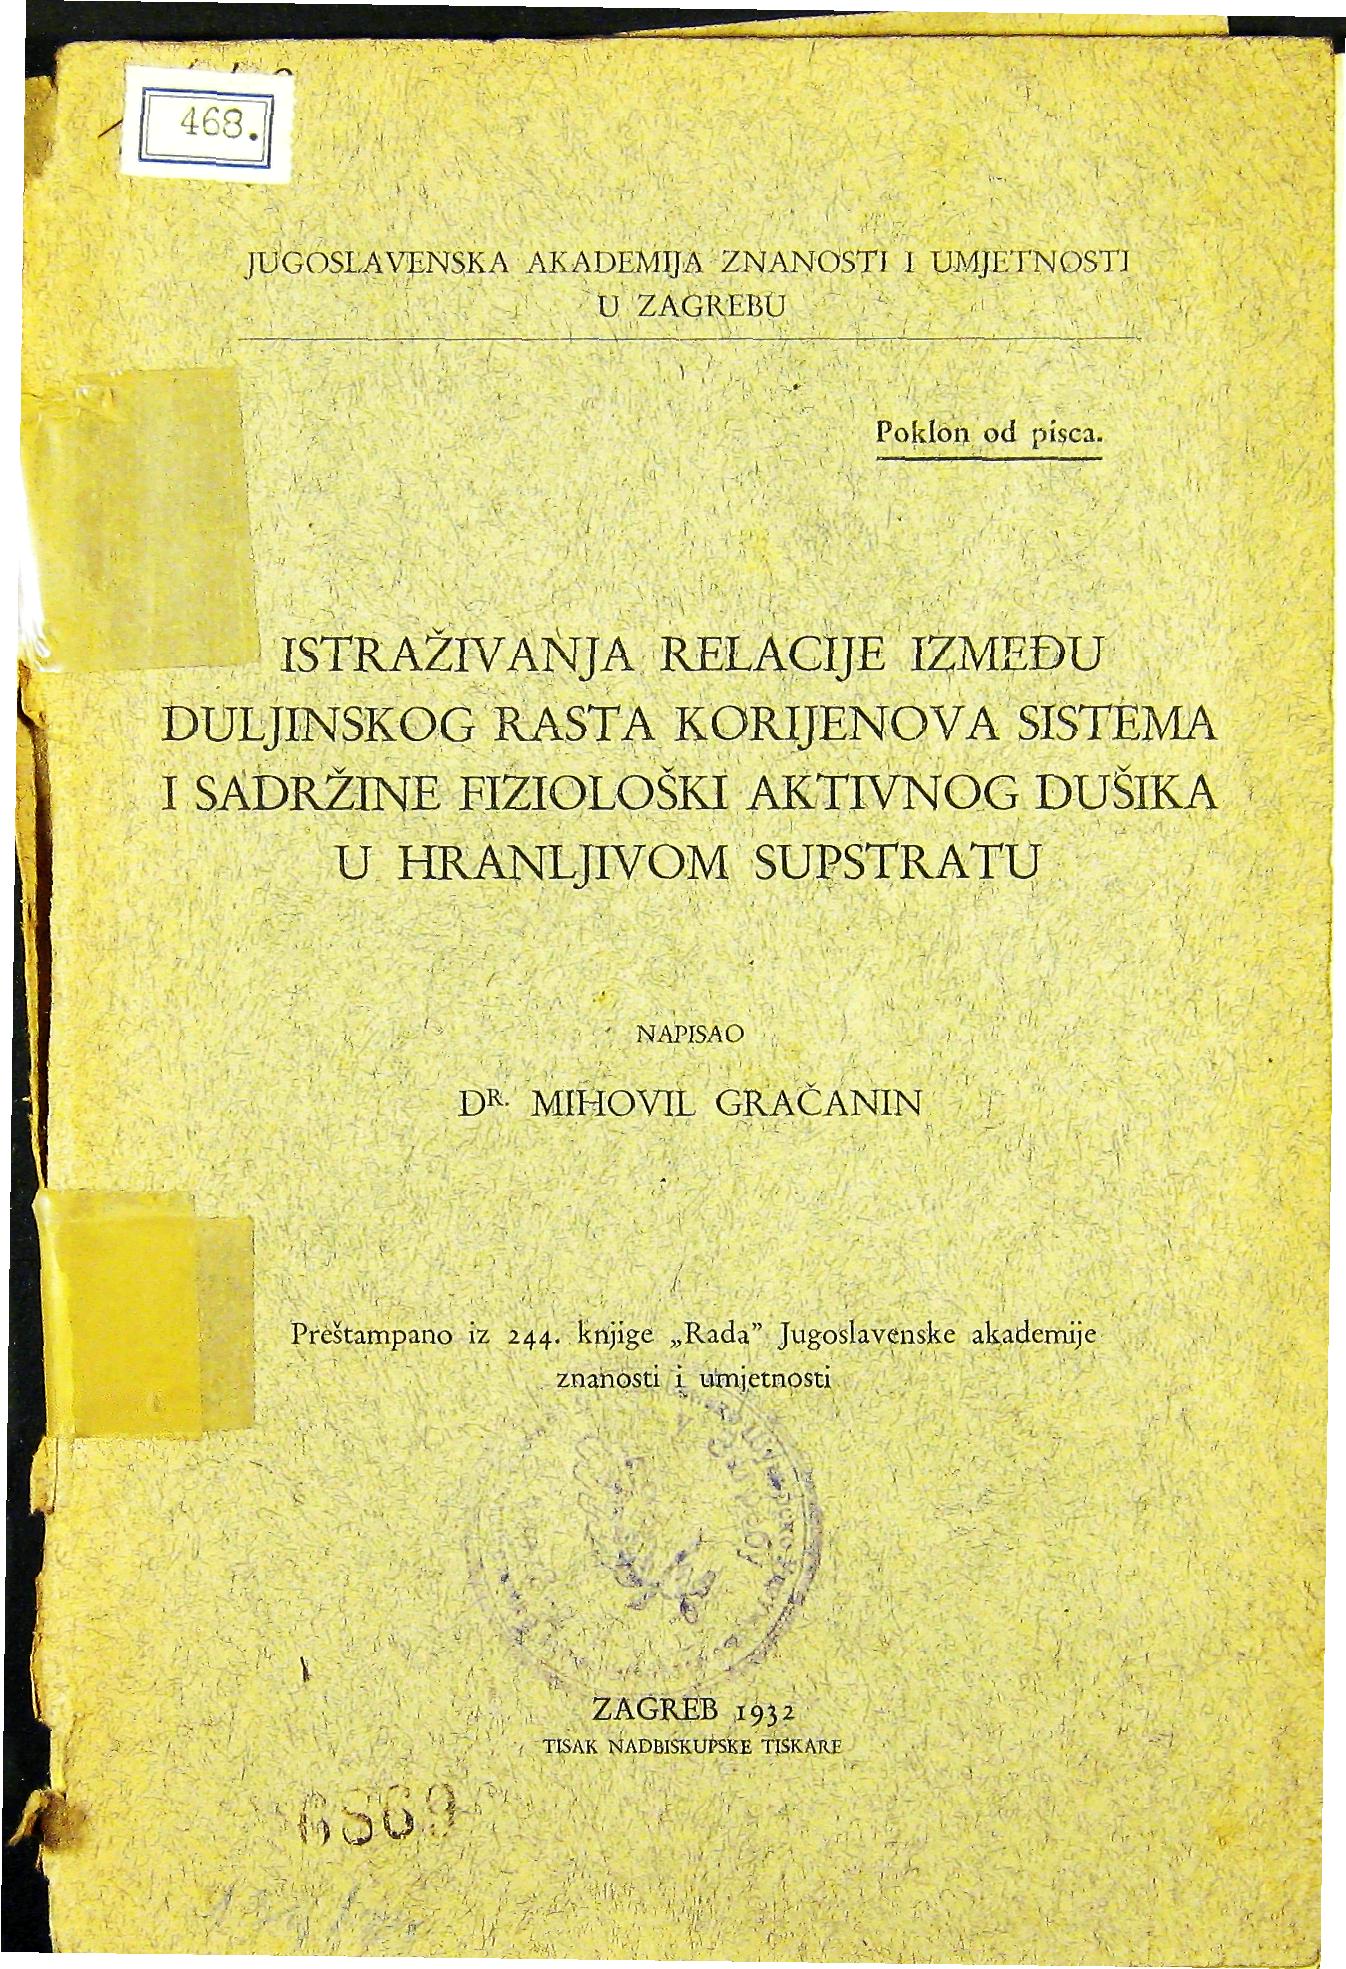 468.
JUGOSLAVENSKA AKADEMIJA ZNANOSTI I UMJETNOSTI
U ZAGREBU
Poklon od pisca.
ISTRAŽIVANJA RELACIJE IZMEĐU
DULJINSKOG RASTA KORIJENOVA SISTEMA
I SADRŽINE FIZIOLOŠKI AKTIVNOG DUŠIKA
U HRANLJIVOM SUPSTRATU
NAPISAO
DR. MIHOVIL GRAČANIN
Preštampano iz 244. knjige „Rada” Jugoslavenske akademije
znanosti i umjetnosti
ZAGREB 1932
TISAK NADBISKUPSKE TISKARE